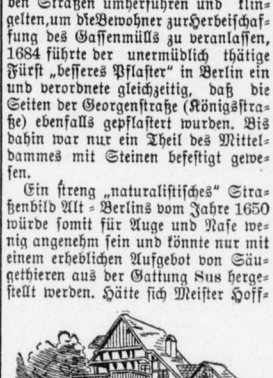 den Straßen umherführen und klin-
gelten, um die Bewohner zur Herbeischaf-
fung des Gassenmülls zu veranlassen,
1684 führte der unermüdlich thätige
Fürst „besseres Pflaster“ in Berlin ein
und verordnete gleichzeitig, daß die
Seiten der Georgenstraße (Königstra-
ße) ebenfalls gepflastert wurden. Bis
dahin war nur ein Theil des Mittel-
dammes mit Steinen befestigt gewe-
sen.
Ein streng „naturalistisches“ Stra-
ßenbild Alt-Berlins vom Jahre 1650
würde somit für Auge und Nase we-
nig angenehm sein und könnte nur mit
einem erheblichen Aufgebot von Säu-
gethieren aus der Gattung Sus herge-
stellt werden. Hätte sich Meister Hoff-